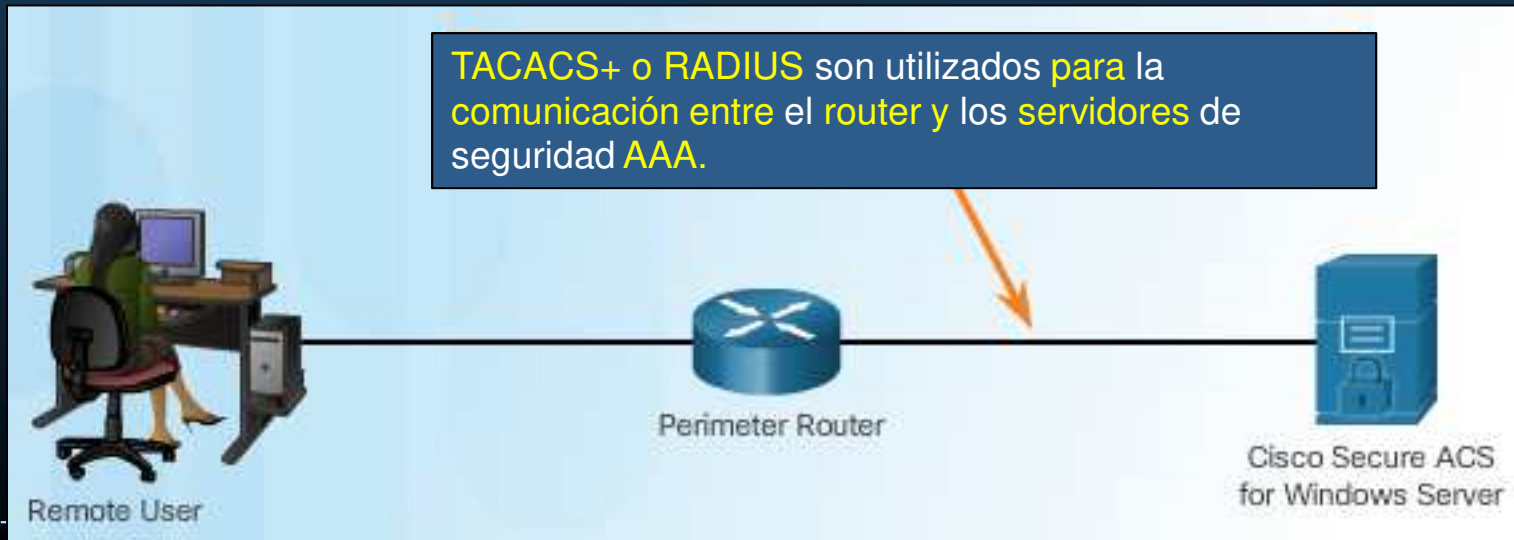 TACACS+ o RADIUS son utilizados para la
comunicación entre el router y los servidores de
seguridad AAA.
Perimeter Router
Cisco Secure ACS
for Windows Server
Remote User